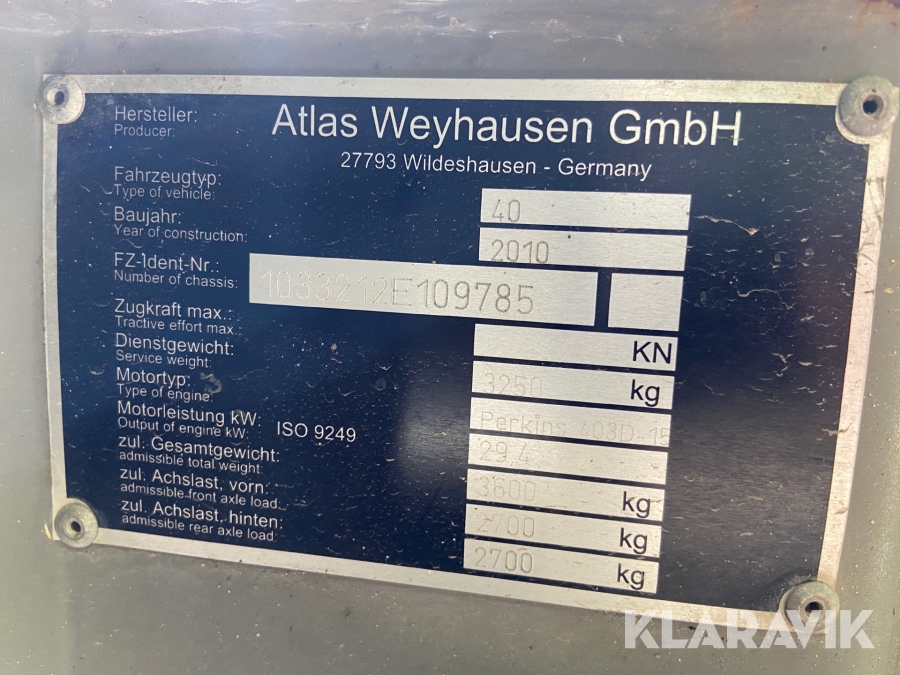 Hersteller:
Producer:
Atlas Weyhausen GmbH
27793 Wildeshausen - Germany
Fahrzeugtyp:
Type of vehicle:
40
Baujahr:
Year of construction:
2010
FZ-Ident-Nr.:
Number of chassis:
1033212E109785
Zugkraft max.:
Tractive effort max.:
KN
Dienstgewicht:
Service weight:
3250 kg
Motortyp:
Type of engine:
Perkins 403D-15
Motorleistung kW:
Output of engine kW:
ISO 9249
29,4
zul. Gesamtgewicht:
admissible total weight:
3600 kg
zul. Achslast, vorn:
admissible front axle load:
2700 kg
zul. Achslast, hinten:
admissible rear axle load:
2700 kg
KLARAVIK